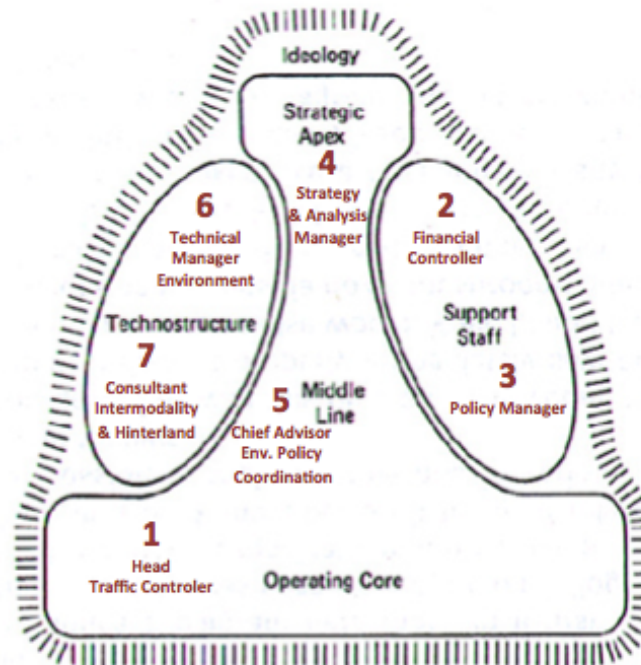 Ideology
Strategic
Apex
4
Strategy
& Analysis
Manager
6
Technical
Manager
Environment
2
Financial
Controller
Technostructure
Support
Staff
7
Consultant
Intermodality
& Hinterland
5
Middle
Line
Chief Advisor
Env. Policy
Coordination
3
Policy Manager
1
Head
Traffic Controler
Operating Core